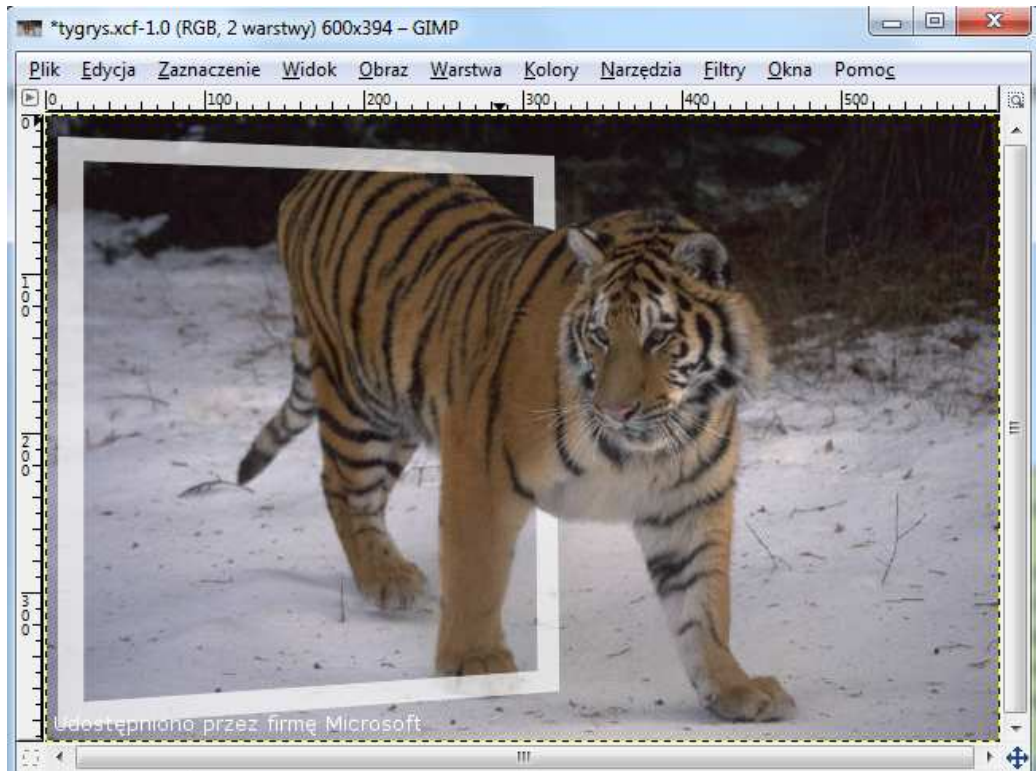 *tygrys.xcf-1.0 (RGB, 2 warstwy) 600x394 – GIMP
Plik Edycja Zaznaczenie Widok Obraz Warstwa Kolory Narzędzia Filtry Okna Pomoc
0 100 200 300 400 500
0
100
200
300
Udostępniono przez firmę Microsoft